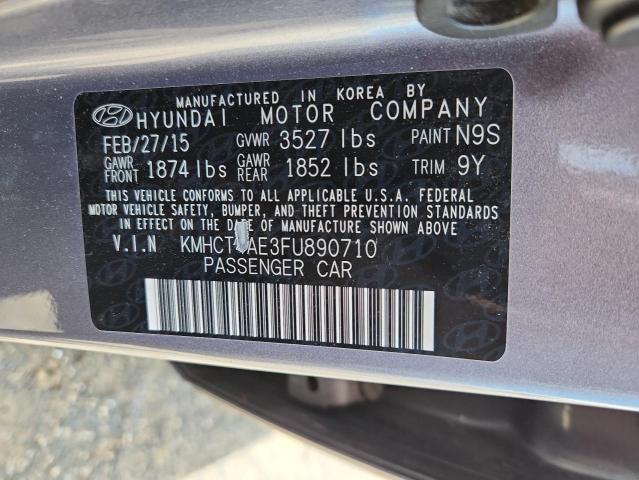 MANUFACTURED IN KOREA BY
HYUNDAI MOTOR COMPANY
FEB/27/15 GVWR 3527 lbs PAINT N9S
GAWR FRONT 1874 lbs GAWR REAR 1852 lbs TRIM 9Y
THIS VEHICLE CONFORMS TO ALL APPLICABLE U.S.A. FEDERAL
MOTOR VEHICLE SAFETY, BUMPER, AND THEFT PREVENTION STANDARDS
IN EFFECT ON THE DATE OF MANUFACTURE SHOWN ABOVE
V.I.N
PASSENGER CAR